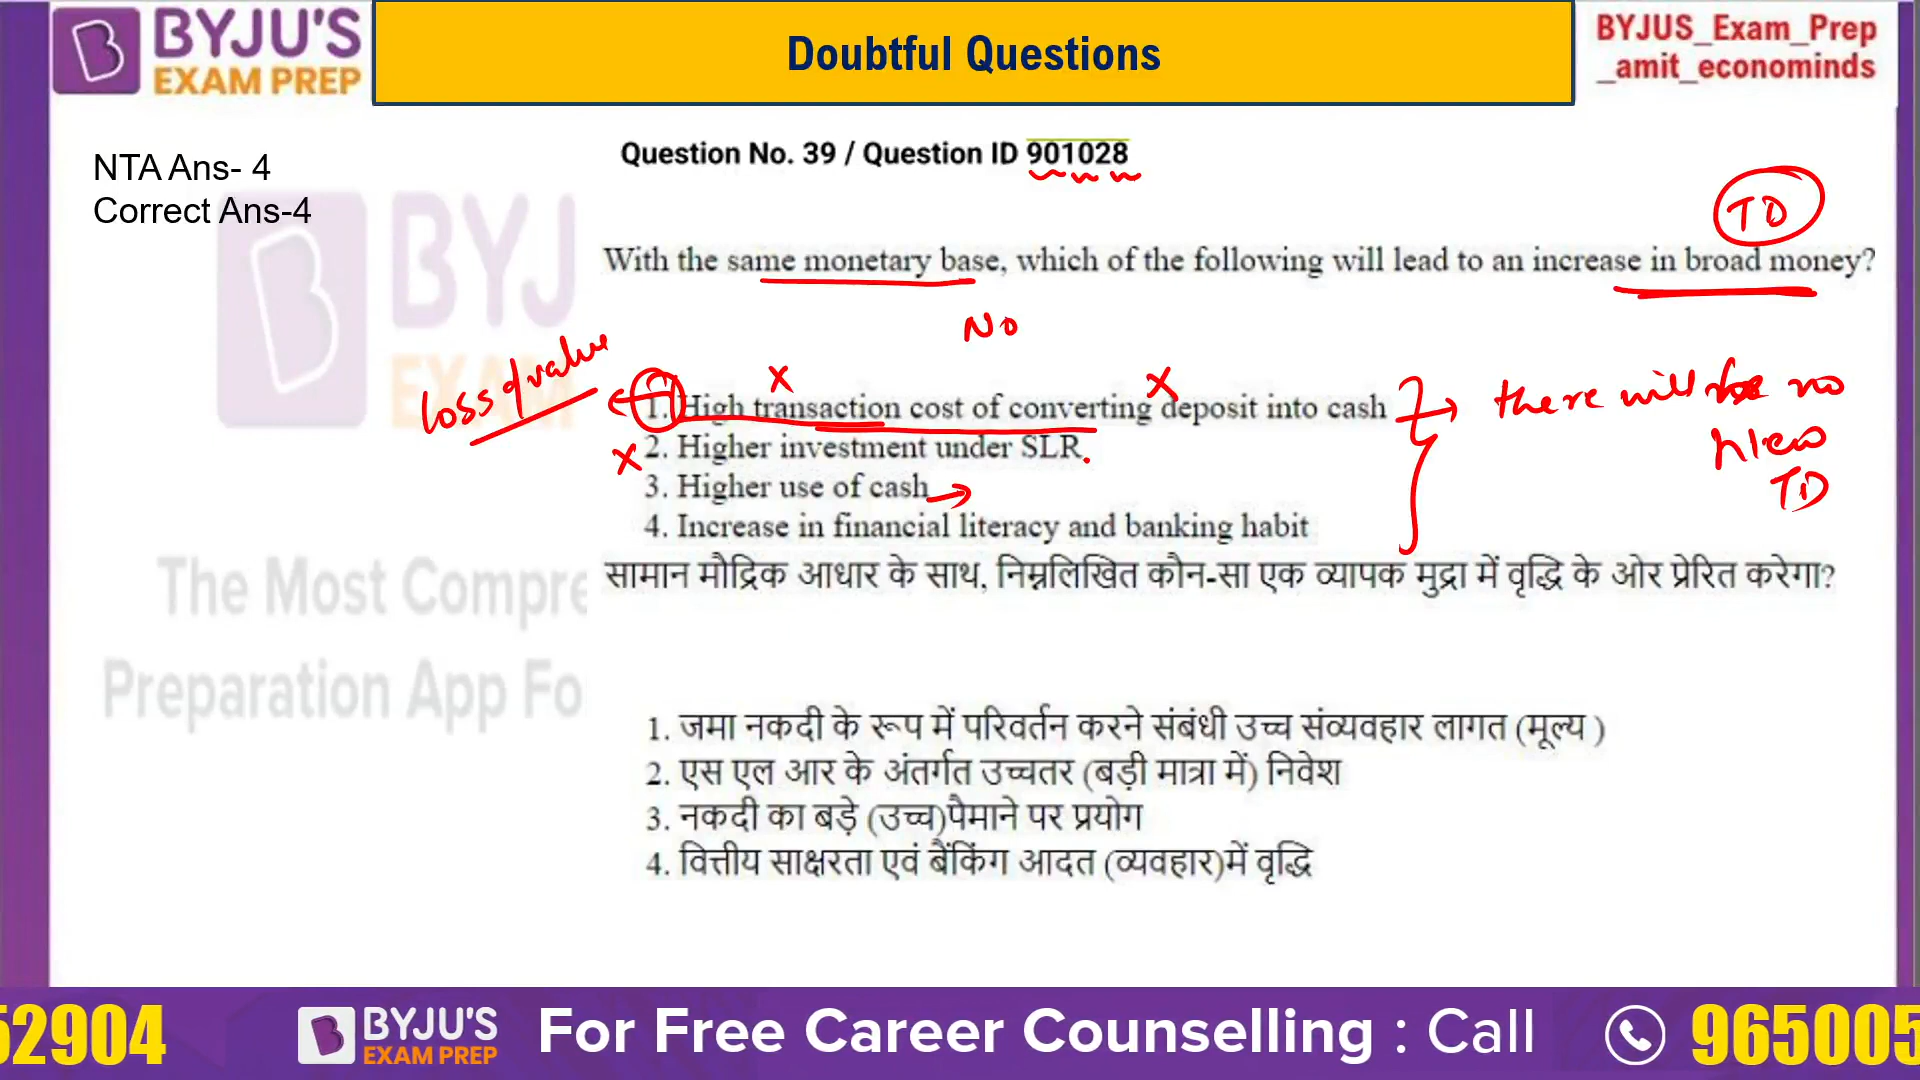 BYJU'S
EXAM PREP
Doubtful Questions
BYJUS_Exam_Prep
_amit_econominds
NTA Ans- 4
Correct Ans-4
Question No. 39 / Question ID 901028
TD
With the same monetary base, which of the following will lead to an increase in broad money?
NO
loss of value
1. High transaction cost of converting deposit into cash
2. Higher investment under SLR.
3. Higher use of cash
4. Increase in financial literacy and banking habit
there will be no
New
TD
BYJ
EXAM
The Most Compre
Preparation App Fo
सामान मौद्रिक आधार के साथ, निम्नलिखित कौन-सा एक व्यापक मुद्रा में वृद्धि के ओर प्रेरित करेगा?
1. जमा नकदी के रूप में परिवर्तन करने संबंधी उच्च संव्यवहार लागत (मूल्य )
2. एस एल आर के अंतर्गत उच्चतर (बड़ी मात्रा में) निवेश
3. नकदी का बड़े (उच्च)पैमाने पर प्रयोग
4. वित्तीय साक्षरता एवं बैंकिंग आदत (व्यवहार)में वृद्धि
52904
BYJU'S
EXAM PREP
For Free Career Counselling : Call
965005